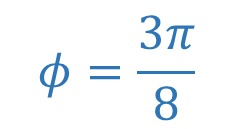 ϕ = 3π/8